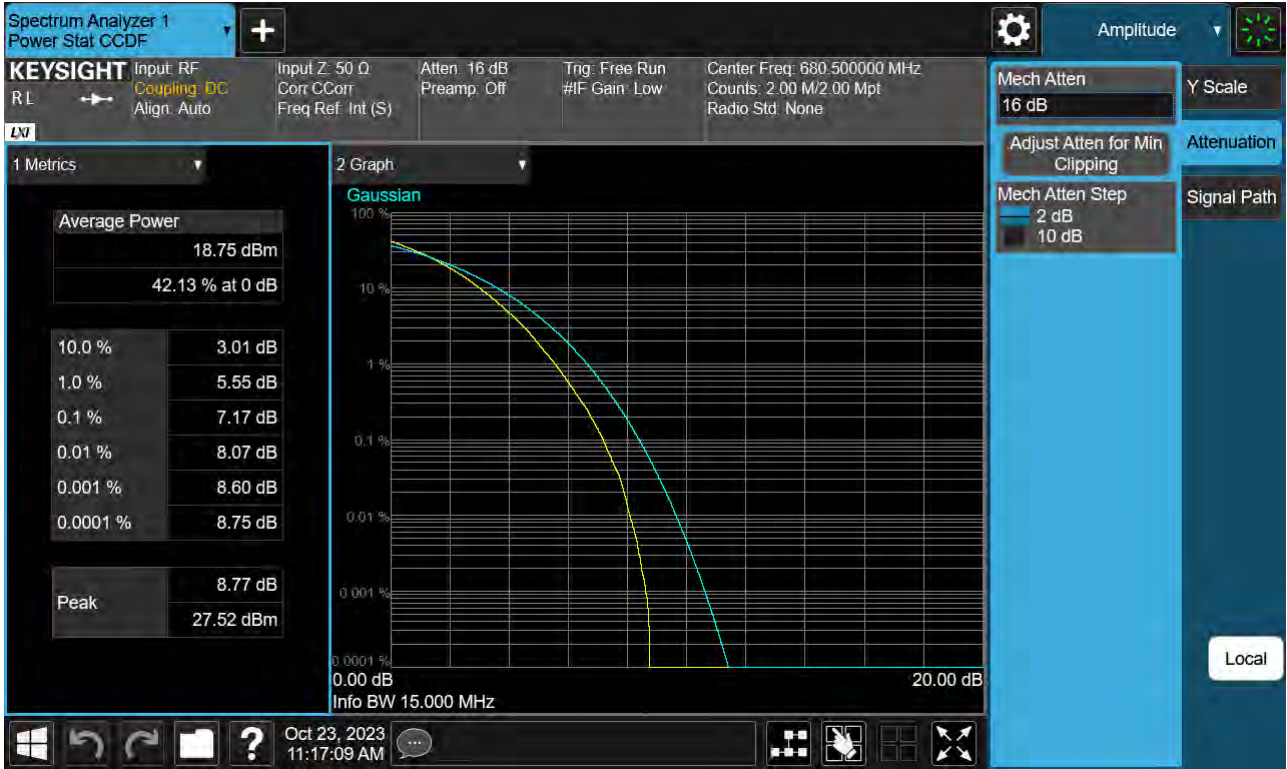 Spectrum Analyzer 1
Power Stat CCDF
+
Amplitude
KEYSIGHT
RL
LXI
Input: RF
Coupling: DC
Align: Auto
Input Z: 50 Ω
Corr CCorr
Freq Ref: Int (S)
Atten: 16 dB
Preamp: Off
Trig: Free Run
#IF Gain: Low
Center Freq: 680.500000 MHz
Counts: 2.00 M/2.00 Mpt
Radio Std: None
1 Metrics
Average Power
18.75 dBm
42.13 % at 0 dB
10.0 % 3.01 dB
1.0 % 5.55 dB
0.1 % 7.17 dB
0.01 % 8.07 dB
0.001 % 8.60 dB
0.0001 % 8.75 dB
Peak
8.77 dB
27.52 dBm
2 Graph
Gaussian
100 %
10 %
1 %
0.1 %
0.01 %
0.001 %
0.0001 %
0.00 dB 20.00 dB
Info BW 15.000 MHz
Mech Atten
16 dB
Adjust Atten for Min
Clipping
Mech Atten Step
2 dB
10 dB
Y Scale
Attenuation
Signal Path
Local
?
Oct 23, 2023
11:17:09 AM